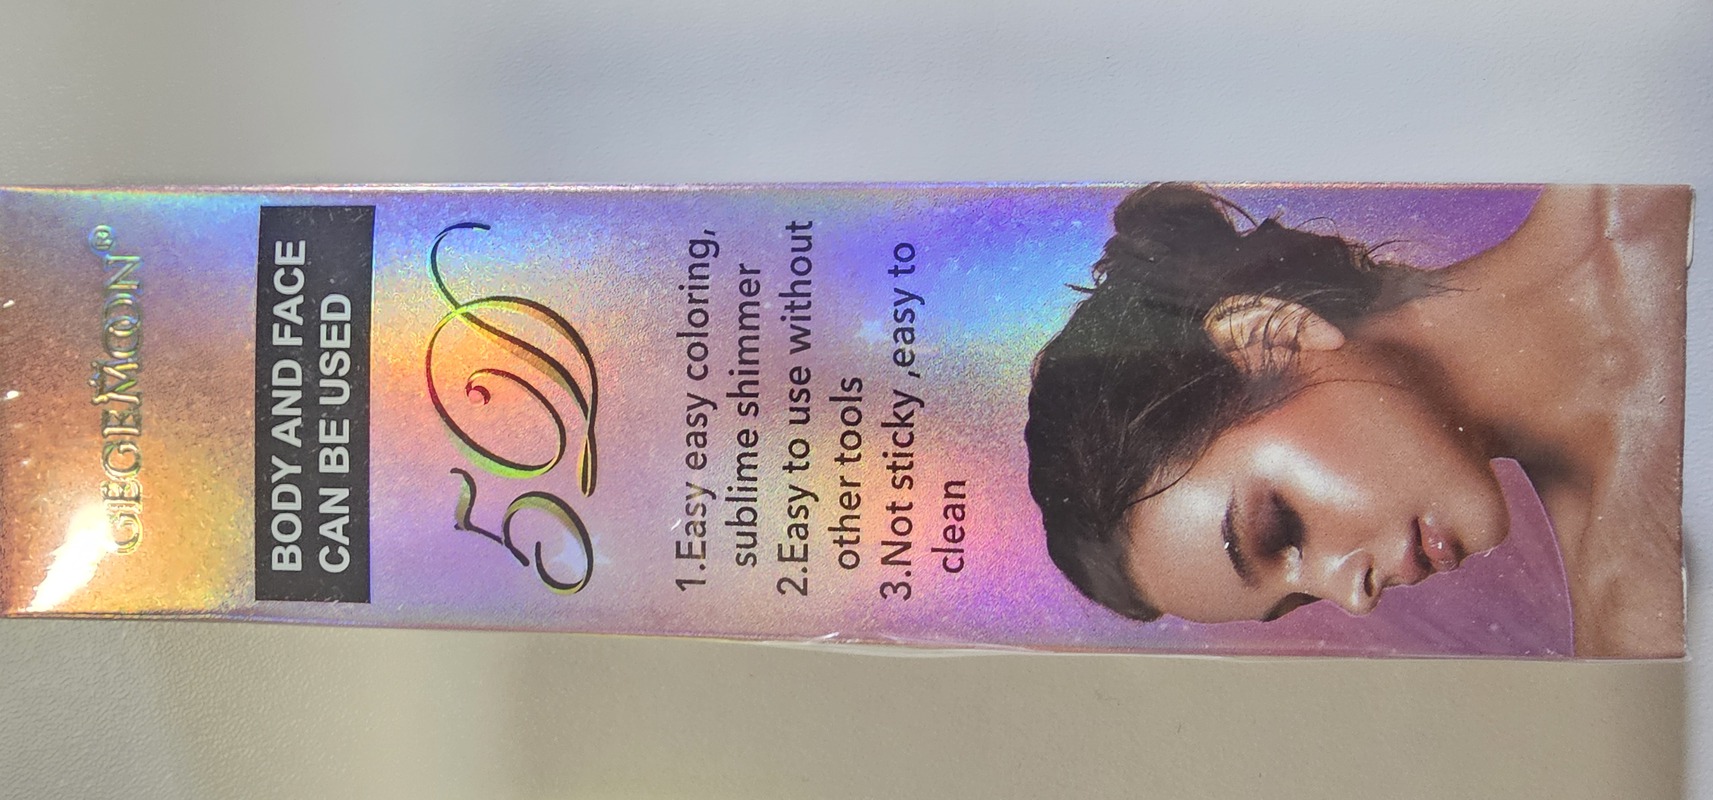 GEGEMOON®
BODY AND FACE
CAN BE USED
5D
1.Easy easy coloring,
sublime shimmer
2.Easy to use without
other tools
3.Not sticky ,easy to
clean